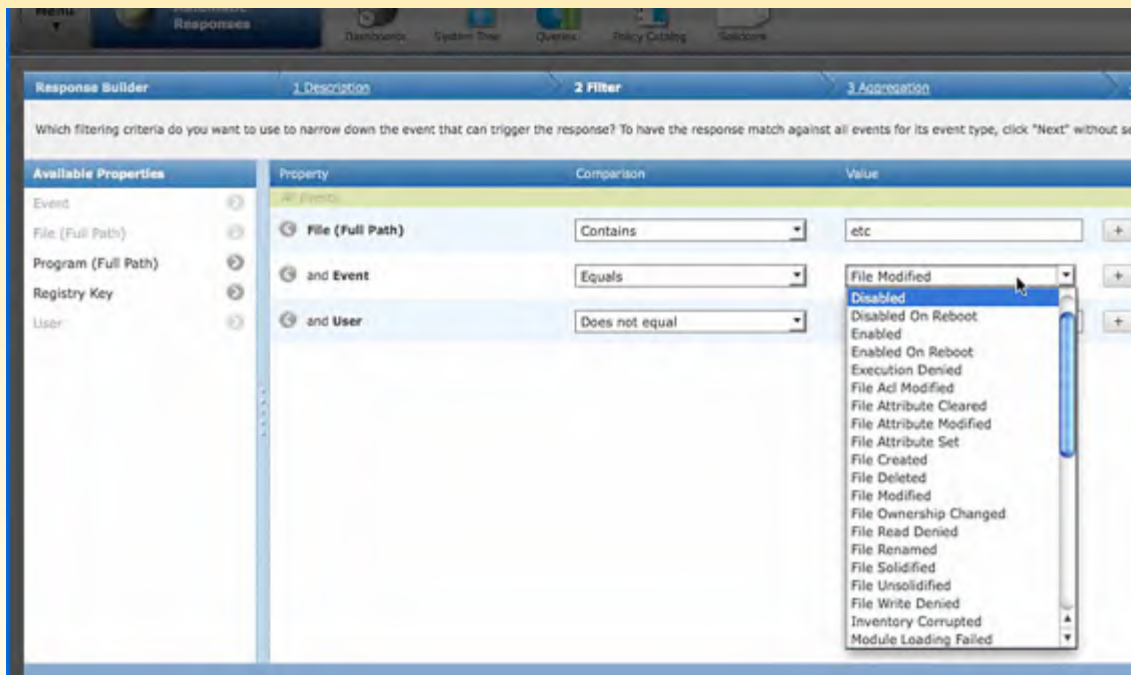 Menu
Automatic
Responses
Dashboards System Tree Queries Policy Catalog Solidcore
Response Builder 1 Description 2 Filter 3 Aggregation
Which filtering criteria do you want to use to narrow down the event that can trigger the response? To have the response match against all events for its event type, click "Next" without se
Available Properties Property Comparison Value
Event All Events
File (Full Path) File (Full Path) Contains etc +
Program (Full Path) and Event Equals File Modified +
Registry Key
User and User Does not equal +
Disabled
Disabled On Reboot
Enabled
Enabled On Reboot
Execution Denied
File Acl Modified
File Attribute Cleared
File Attribute Modified
File Attribute Set
File Created
File Deleted
File Modified
File Ownership Changed
File Read Denied
File Renamed
File Solidified
File Unsolidified
File Write Denied
Inventory Corrupted
Module Loading Failed